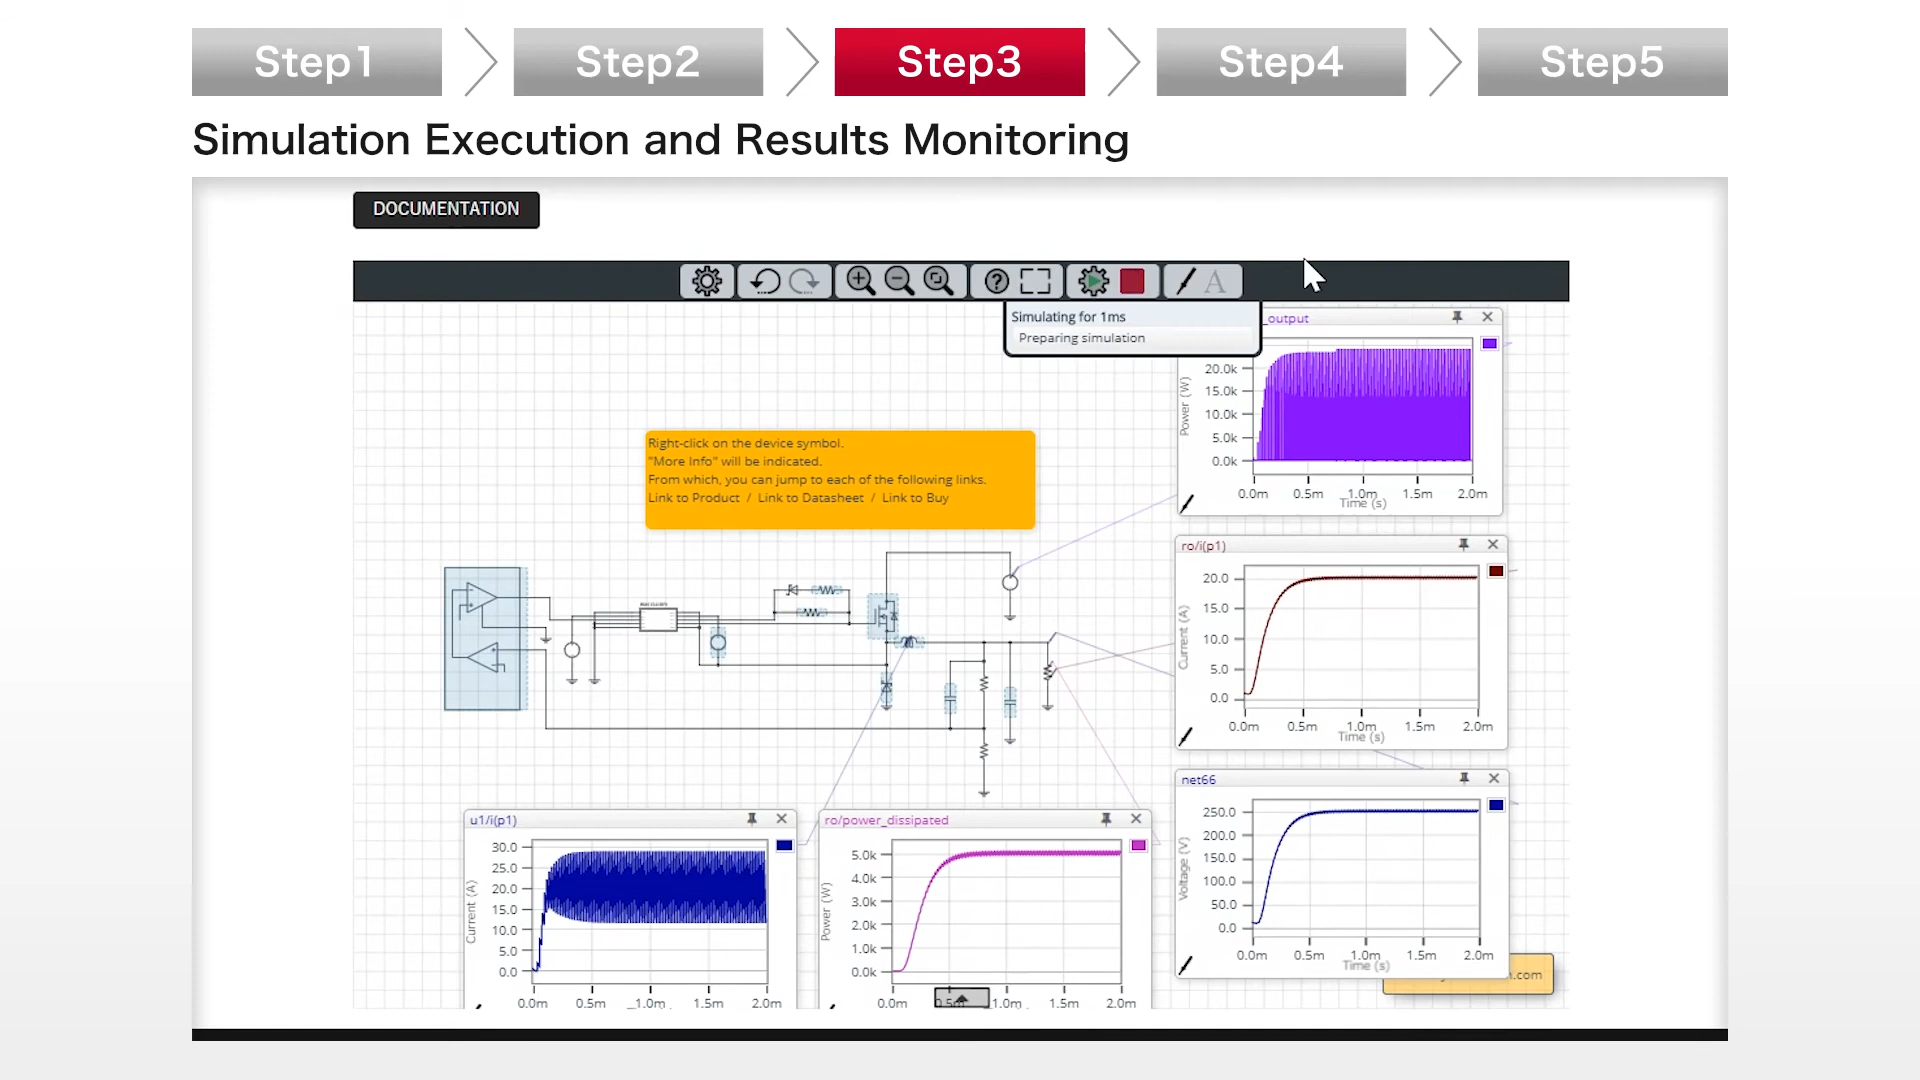 Step1
Step2
Step3
Step4
Step5
Simulation Execution and Results Monitoring
DOCUMENTATION
Simulating for 1ms
Preparing simulation
_output
Power (W)
20.0k
15.0k
10.0k
5.0k
0.0k
0.0m 0.5m 1.0m 1.5m 2.0m
Time (s)
Right-click on the device symbol.
"More Info" will be indicated.
From which, you can jump to each of the following links.
Link to Product / Link to Datasheet / Link to Buy
ro/i(p1)
Current (A)
20.0
15.0
10.0
5.0
0.0
0.0m 0.5m 1.0m 1.5m 2.0m
Time (s)
net66
Voltage (V)
250.0
200.0
150.0
100.0
50.0
0.0
0.0m 0.5m 1.0m 1.5m 2.0m
Time (s)
.com
u1/i(p1)
Current (A)
30.0
25.0
20.0
15.0
10.0
5.0
0.0
0.0m 0.5m 1.0m 1.5m 2.0m
ro/power_dissipated
Power (W)
5.0k
4.0k
3.0k
2.0k
1.0k
0.0k
0.0m 0.5m 1.0m 1.5m 2.0m